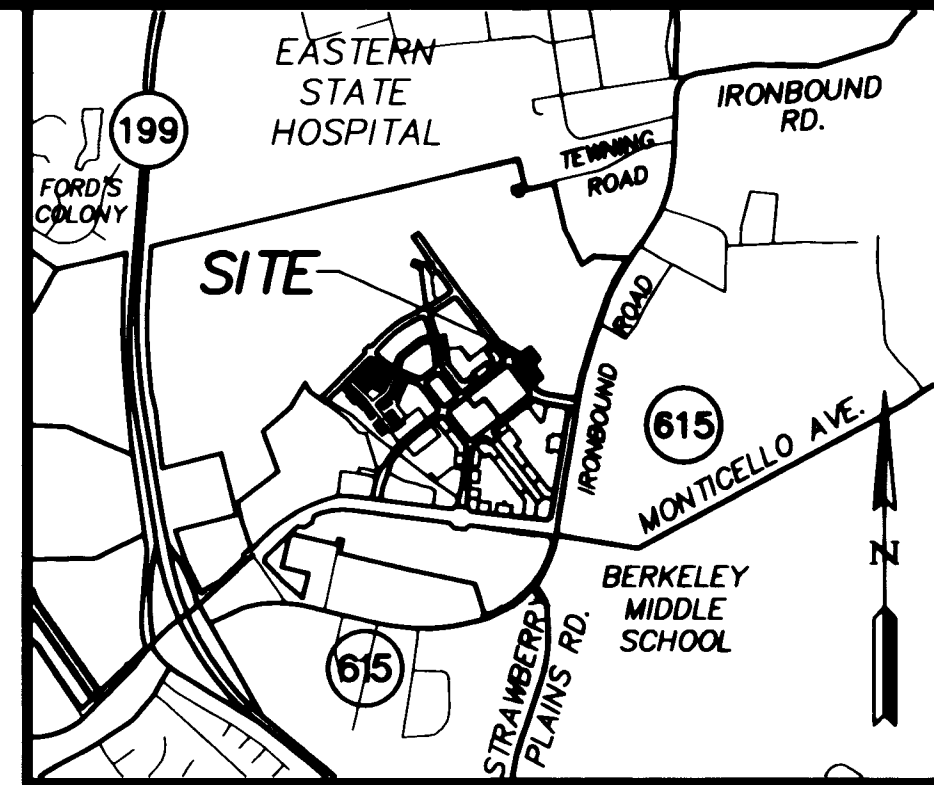 EASTERN
STATE
HOSPITAL
IRONBOUND
RD.
199
TEWNING
ROAD
FORD'S
COLONY
SITE
ROAD
IRONBOUND
615
MONTICELLO AVE.
N
BERKELEY
MIDDLE
SCHOOL
615
STRAWBERRY
PLAINS RD.